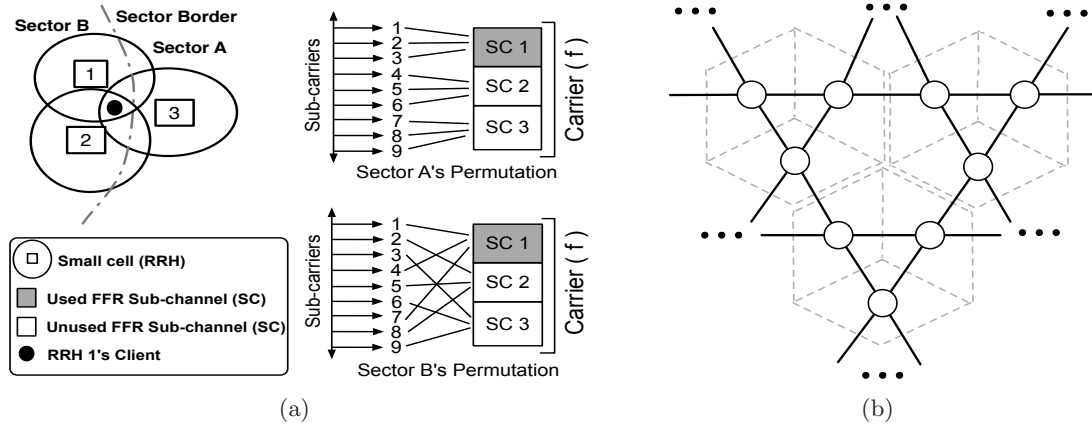 Sector Border
Sector B
Sector A
1
2
3
Small cell (RRH)
Used FFR Sub-channel (SC)
Unused FFR Sub-channel (SC)
RRH 1's Client
Sub-carriers
1
2
3
4
5
6
7
8
9
SC 1
SC 2
SC 3
Carrier ( f )
Sector A's Permutation
Sub-carriers
1
2
3
4
5
6
7
8
9
SC 1
SC 2
SC 3
Carrier ( f )
Sector B's Permutation
(a)
(b)